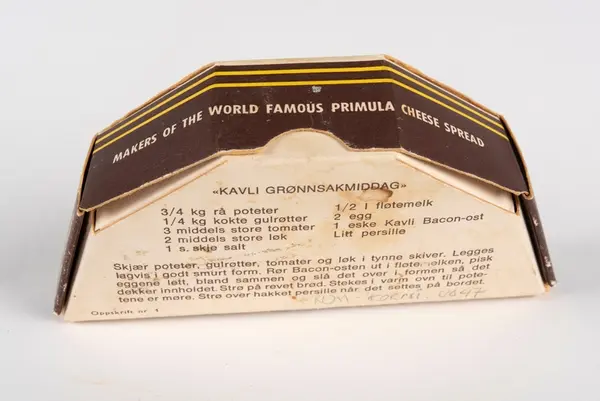 MAKERS OF THE WORLD FAMOUS PRIMULA CHEESE SPREAD
«KAVLI GRØNNSAKMIDDAG»
3/4 kg rå poteter
1/4 kg kokte gulrøtter
3 middels store tomater
2 middels store løk
1 s. skje salt
1/2 l fløtemelk
2 egg
1 eske Kavli Bacon-ost
Litt persille
Skjær poteter, gulrøtter, tomater og løk i tynne skiver. Legges
lagvis i godt smurt form. Rør Bacon-osten ut i fløtemelken, pisk
eggene lett, bland sammen og slå det over i formen så det
dekker innholdet. Strø på revet brød. Stekes i varm ovn til pote-
tene er møre. Strø over hakket persille når det settes på bordet.
Oppskrift nr. 1